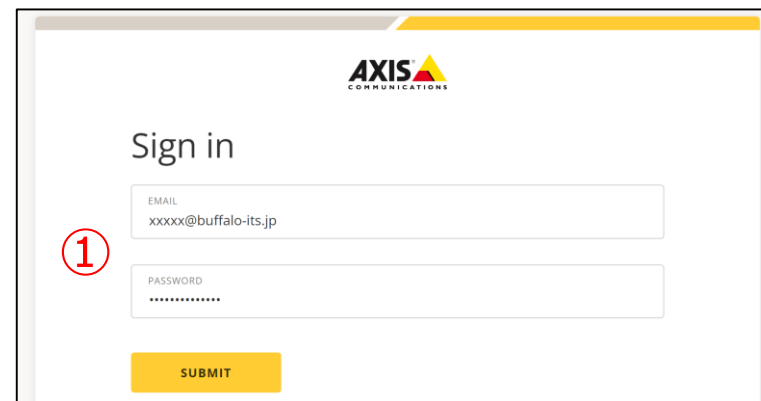 AXIS
COMMUNICATIONS
Sign in
EMAIL
xxxxx@buffalo-its.jp
①
PASSWORD
••••••••••••••
SUBMIT